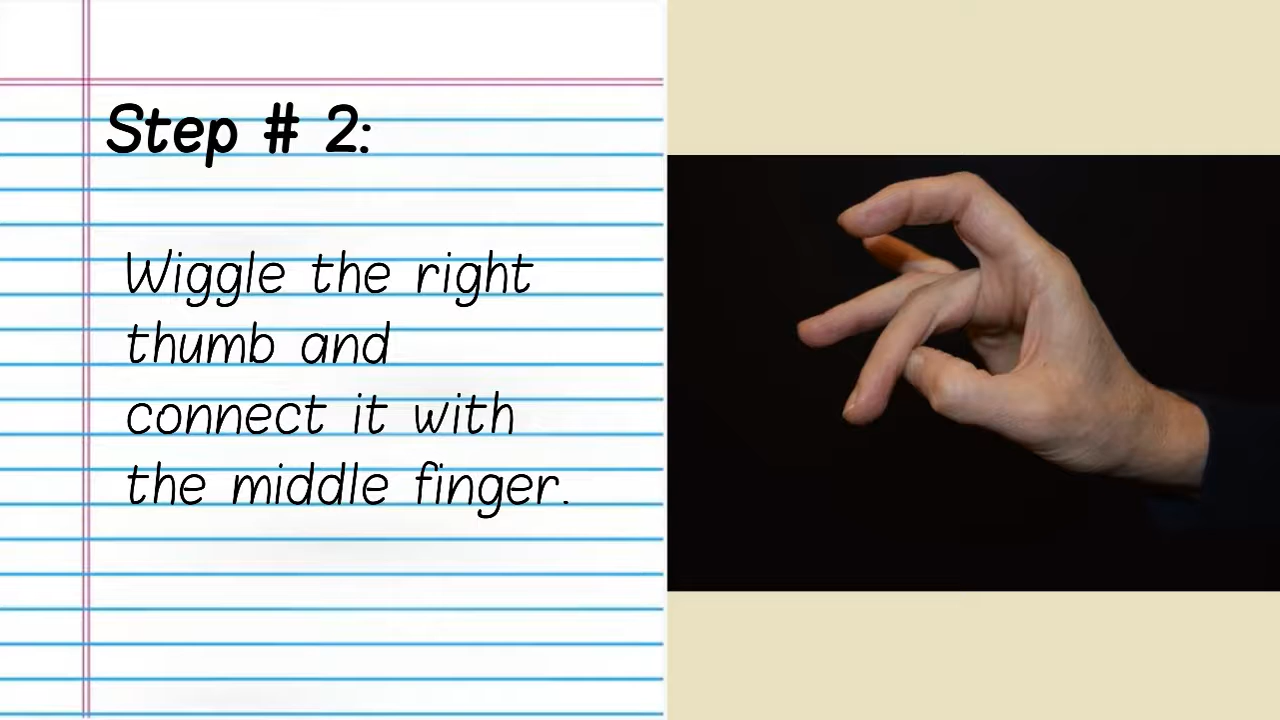 Step # 2:
Wiggle the right
thumb and
connect it with
the middle finger.